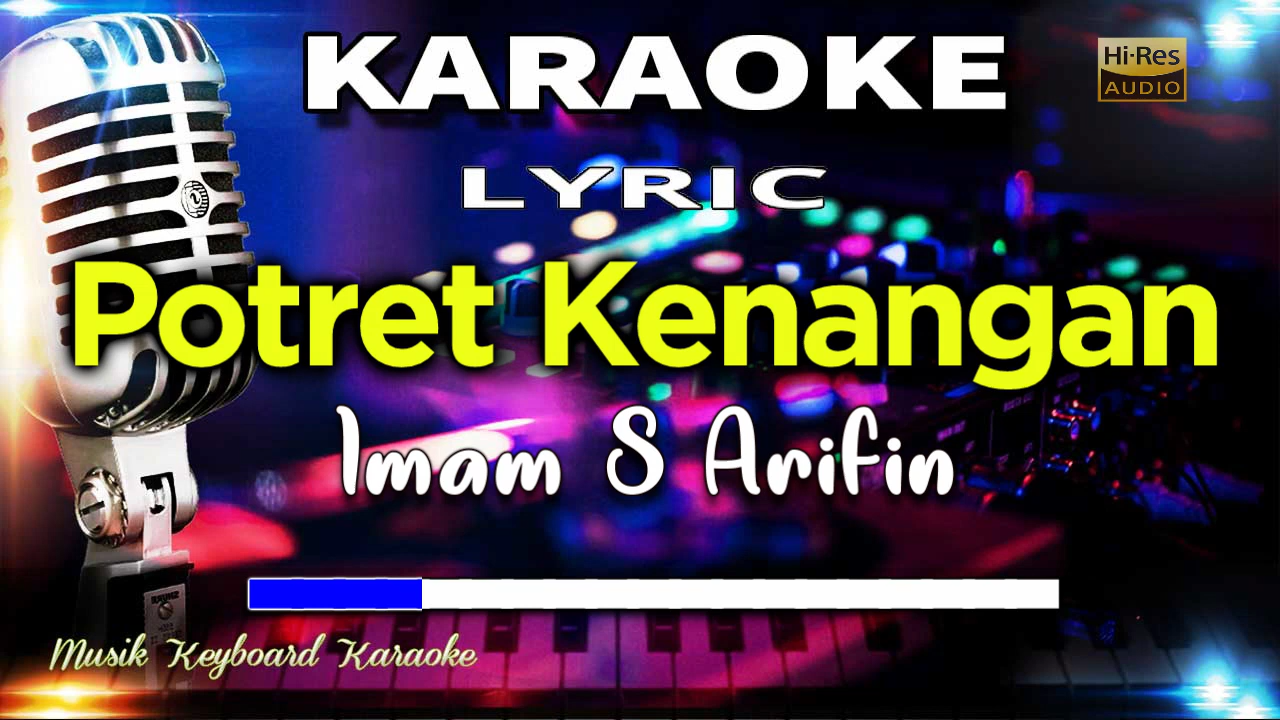 KARAOKE
Hi-Res
AUDIO
LYRIC
Potret Kenangan
Imam S Arifin
Musik Keyboard Karaoke